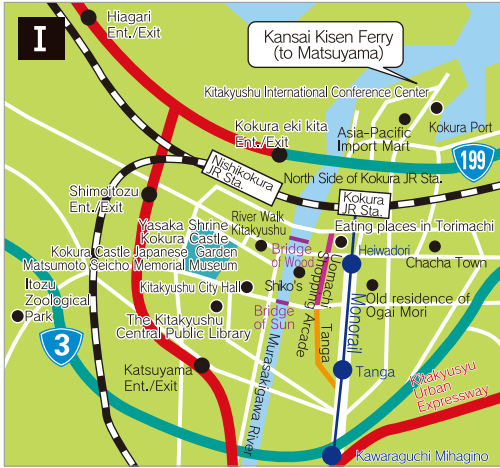 I
Hiagari
Ent./Exit
Kansai Kisen Ferry
(to Matsuyama)
Kitakyushu International Conference Center
Kokura eki kita
Ent./Exit
Asia-Pacific
Import Mart
Kokura Port
199
Nishikokura
JR Sta.
North Side of Kokura JR Sta.
Kokura
JR Sta.
Shimoitozu
Ent./Exit
Yasaka Shrine
Kokura Castle
Kokura Castle Japanese Garden
Matsumoto Seicho Memorial Museum
River Walk
Kitakyushu
Bridge
of Wood
Eating places in Torimachi
Heiwadori
Chacha Town
Itozu
Zoological
Park
Kitakyushu City Hall
Shiko's
Uomachi
Shopping Arcade
Tanga
Monorail
Old residence of
Ogai Mori
The Kitakyushu
Central Public Library
Bridge
of Sun
3
Murasakigawa River
Katsuyama
Ent./Exit
Tanga
Kitakyusyu
Urban
Expressway
Kawaraguchi Mihagino